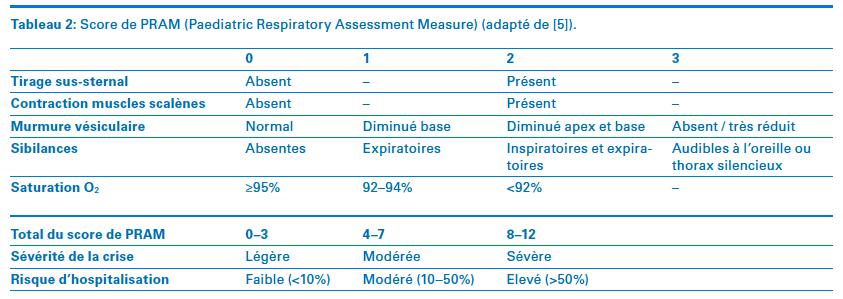 Tableau 2: Score de PRAM (Paediatric Respiratory Assessment Measure) (adapté de [5]).
0 1 2 3
Tirage sus-sternal Absent – Présent –
Contraction muscles scalènes Absent – Présent –
Murmure vésiculaire Normal Diminué base Diminué apex et base Absent / très réduit
Sibilances Absentes Expiratoires Inspiratoires et expira- Audibles à l'oreille ou
toires thorax silencieux
Saturation O₂ ≥95% 92–94% <92% –
Total du score de PRAM 0–3 4–7 8–12
Sévérité de la crise Légère Modérée Sévère
Risque d'hospitalisation Faible (<10%) Modéré (10–50%) Elevé (>50%)